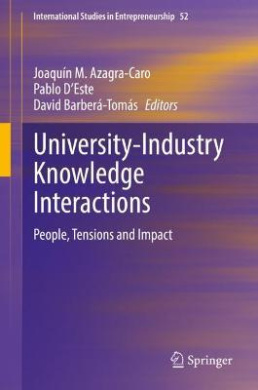 International Studies in Entrepreneurship 52
Joaquín M. Azagra-Caro
Pablo D'Este
David Barberá-Tomás Editors
University-Industry
Knowledge
Interactions
People, Tensions and Impact
Springer